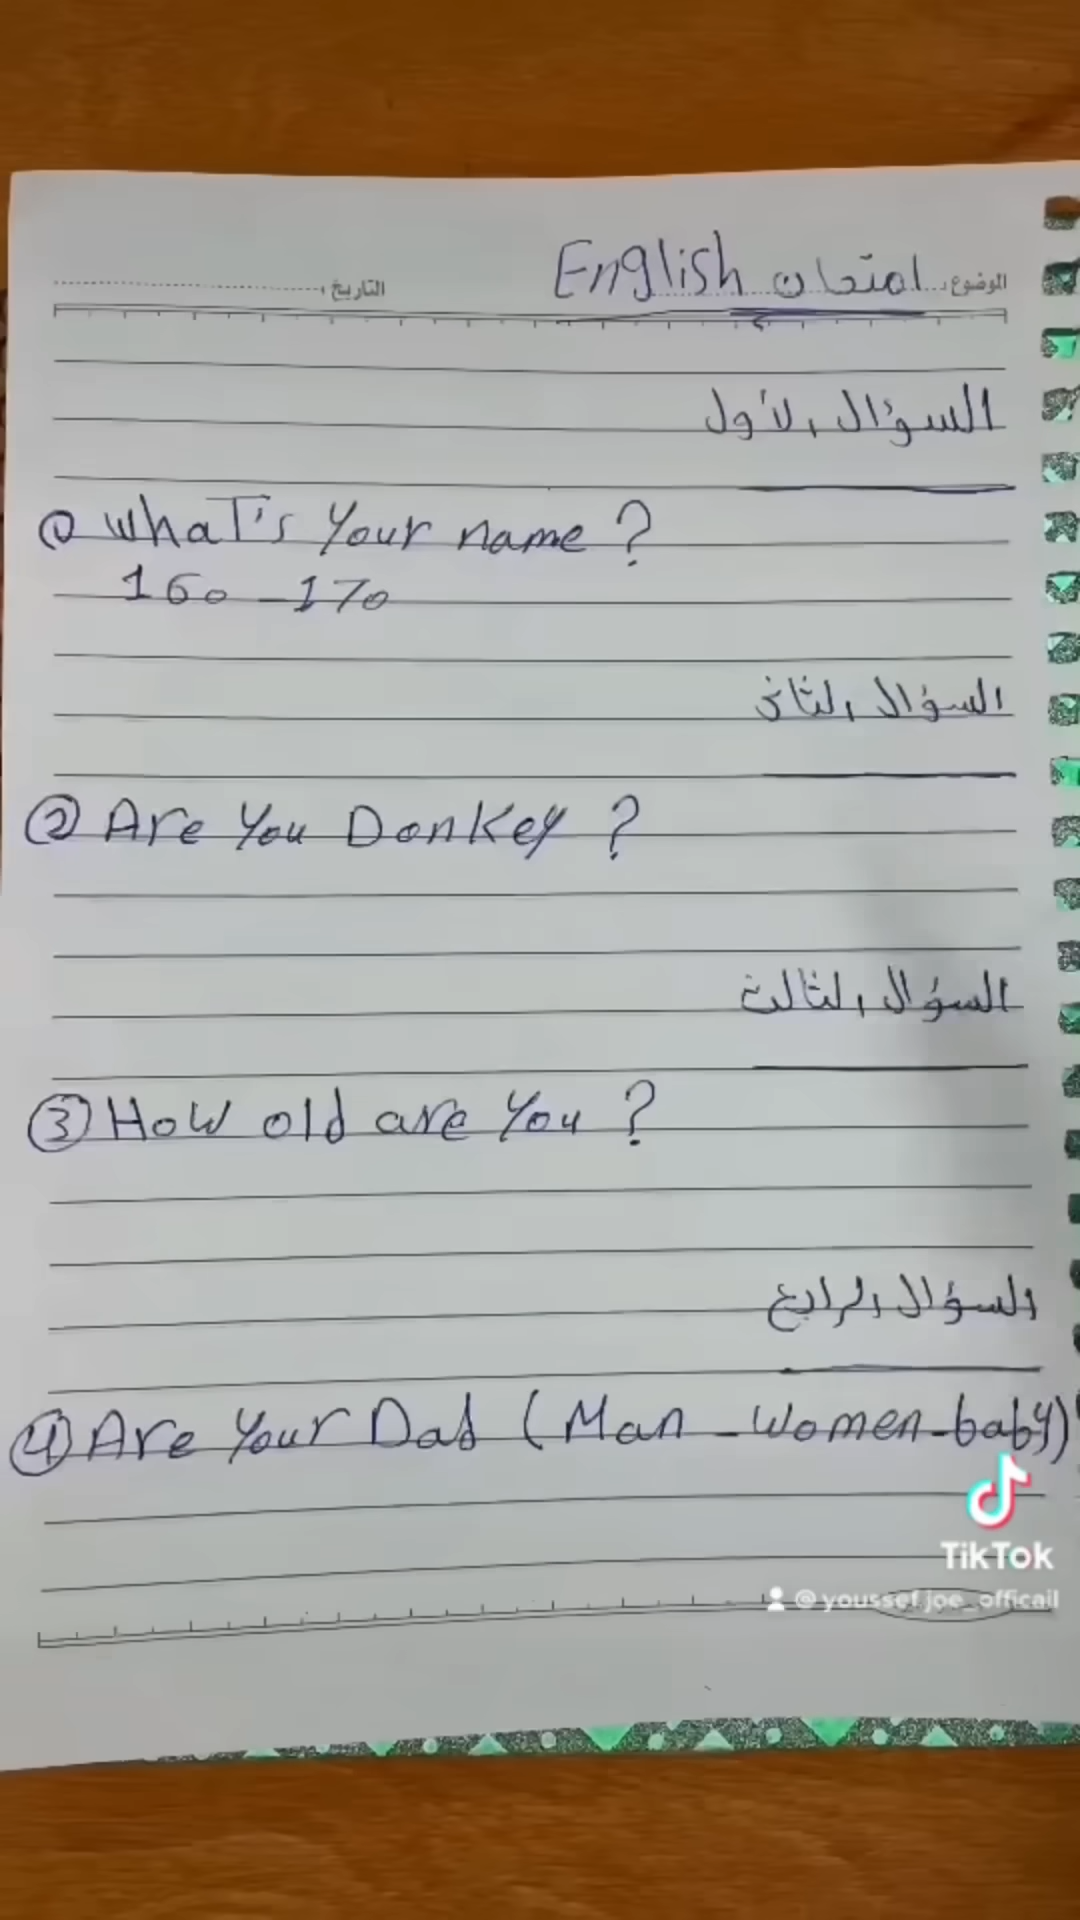 الموضوع: امتحان English
التاريخ:
السؤال الأول
① What's Your name ?
160 - 170
السؤال الثاني
② Are You Donkey ?
السؤال الثالث
③ How old are You ?
السؤال الرابع
④ Are Your Dad (Man - Women - baby)
TikTok
@youssef.joe_officail